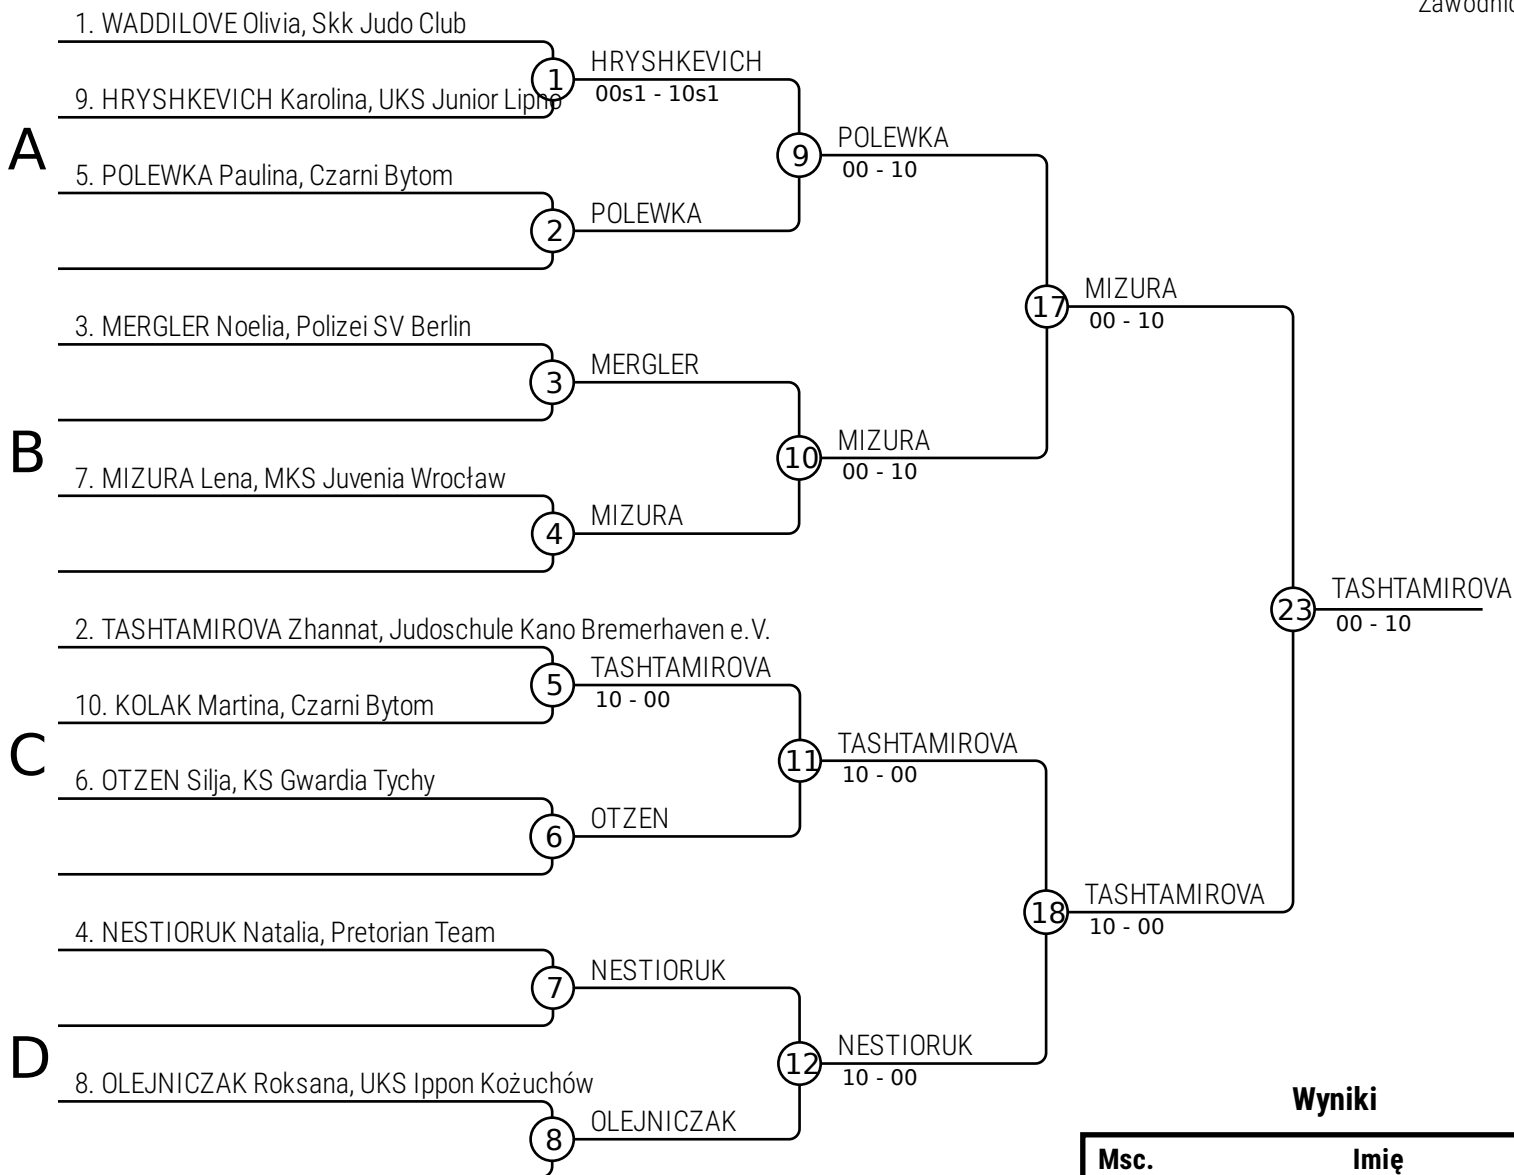 Zawodnic
1. WADDILOVE Olivia, Skk Judo Club
1
HRYSHKEVICH
00s1 - 10s1
9. HRYSHKEVICH Karolina, UKS Junior Lipno
A
9
POLEWKA
00 - 10
5. POLEWKA Paulina, Czarni Bytom
2
POLEWKA
17
MIZURA
00 - 10
3. MERGLER Noelia, Polizei SV Berlin
3
MERGLER
B
10
MIZURA
00 - 10
7. MIZURA Lena, MKS Juvenia Wrocław
4
MIZURA
23
TASHTAMIROVA
00 - 10
2. TASHTAMIROVA Zhannat, Judoschule Kano Bremerhaven e.V.
5
TASHTAMIROVA
10 - 00
10. KOLAK Martina, Czarni Bytom
C
11
TASHTAMIROVA
10 - 00
6. OTZEN Silja, KS Gwardia Tychy
6
OTZEN
18
TASHTAMIROVA
10 - 00
4. NESTIORUK Natalia, Pretorian Team
7
NESTIORUK
D
12
NESTIORUK
10 - 00
8. OLEJNICZAK Roksana, UKS Ippon Kożuchów
8
OLEJNICZAK
Wyniki
Msc. Imię